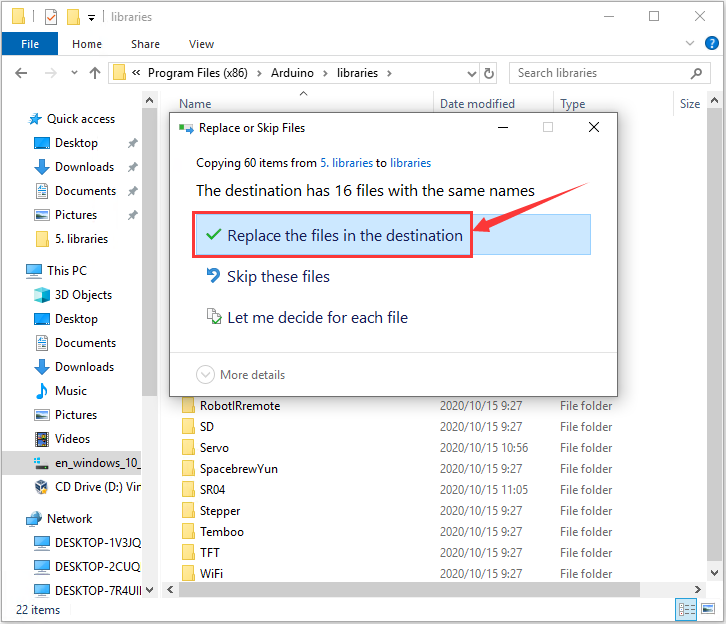 libraries
File
Home
Share
View
« Program Files (x86) > Arduino > libraries >
Search libraries
Name
Date modified
Type
Size
Quick access
Desktop
Downloads
Documents
Pictures
5. libraries
This PC
3D Objects
Desktop
Documents
Downloads
Music
Pictures
Videos
en_windows_10_
CD Drive (D:) Vir
Network
DESKTOP-1V3JQ
DESKTOP-2CUQ
DESKTOP-7R4UI
Replace or Skip Files
Copying 60 items from 5. libraries to libraries
The destination has 16 files with the same names
Replace the files in the destination
Skip these files
Let me decide for each file
More details
RobotIRremote 2020/10/15 9:27 File folder
SD 2020/10/15 9:27 File folder
Servo 2020/10/15 10:56 File folder
SpacebrewYun 2020/10/15 9:27 File folder
SR04 2020/10/15 11:05 File folder
Stepper 2020/10/15 9:27 File folder
Temboo 2020/10/15 9:27 File folder
TFT 2020/10/15 9:27 File folder
WiFi 2020/10/15 9:27 File folder
22 items